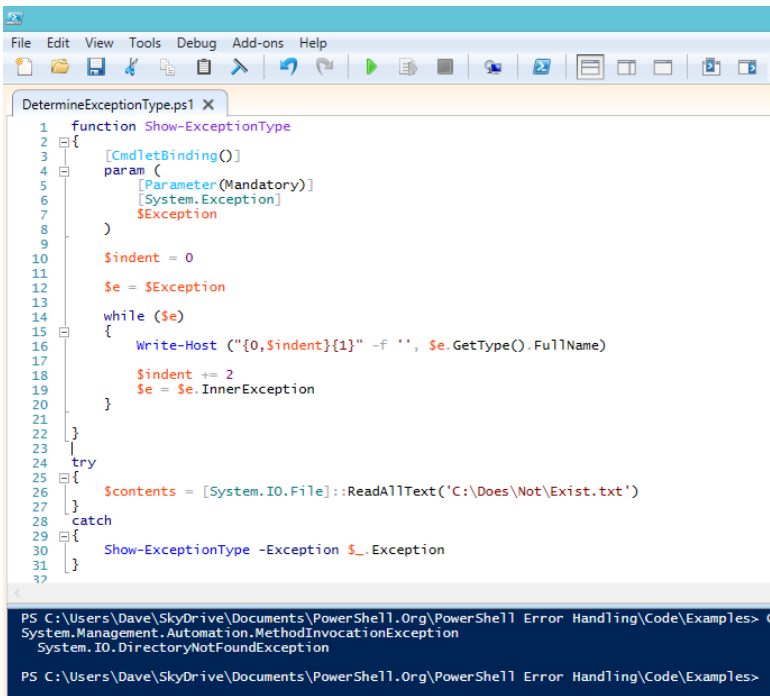 File Edit View Tools Debug Add-ons Help
DetermineExceptionType.ps1 X
1 function Show-ExceptionType
2 {
3 [CmdletBinding()]
4 param (
5 [Parameter(Mandatory)]
6 [System.Exception]
7 $Exception
8 )
9
10 $indent = 0
11
12 $e = $Exception
13
14 while ($e)
15 {
16 Write-Host ("{0,$indent}{1}" -f '', $e.GetType().FullName)
17
18 $indent += 2
19 $e = $e.InnerException
20 }
21
22 }
23
24 try
25 {
26 $contents = [System.IO.File]::ReadAllText('C:\Does\Not\Exist.txt')
27 }
28 catch
29 {
30 Show-ExceptionType -Exception $_.Exception
31 }
32
PS C:\Users\Dave\SkyDrive\Documents\PowerShell.Org\PowerShell Error Handling\Code\Examples>
System.Management.Automation.MethodInvocationException
System.IO.DirectoryNotFoundException
PS C:\Users\Dave\SkyDrive\Documents\PowerShell.Org\PowerShell Error Handling\Code\Examples>